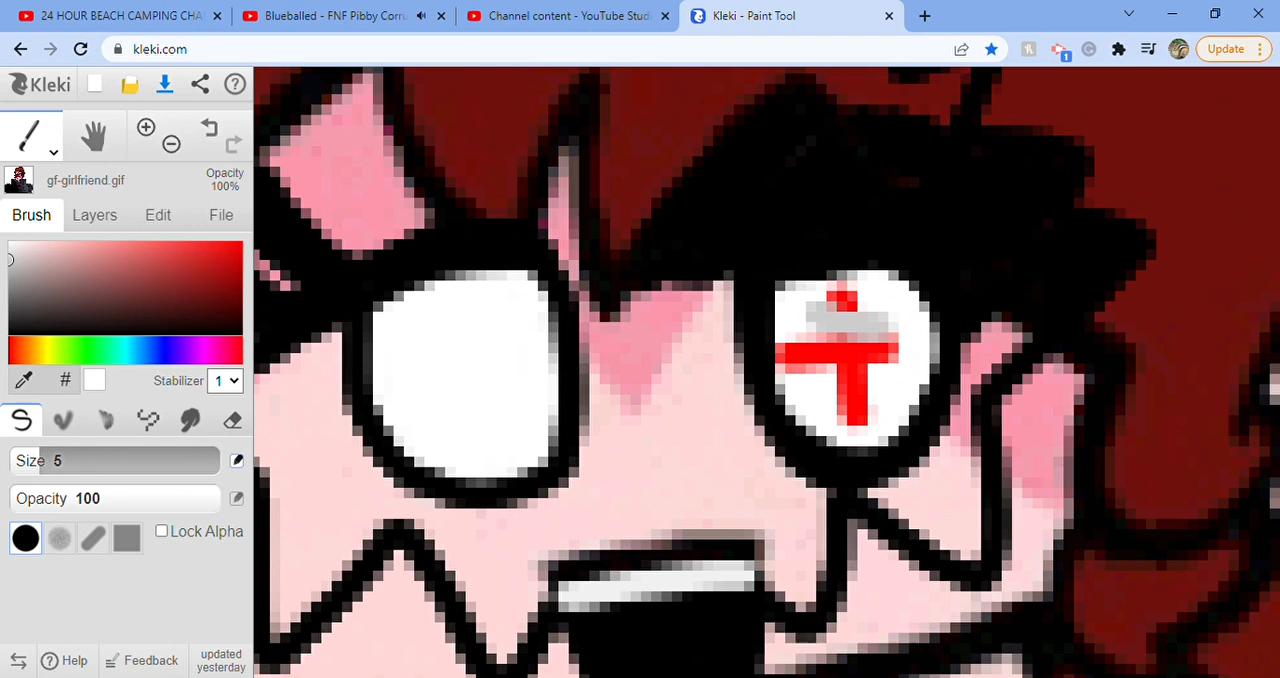 24 HOUR BEACH CAMPING CHA
Blueballed - FNF Pibby Corru
Channel content - YouTube Stud
Kleki - Paint Tool
kleki.com
1
Update
Kleki
gf-girlfriend.gif
Opacity
100%
Brush Layers Edit File
#
Stabilizer 1
Size 5
Opacity 100
Lock Alpha
Help Feedback updated
yesterday